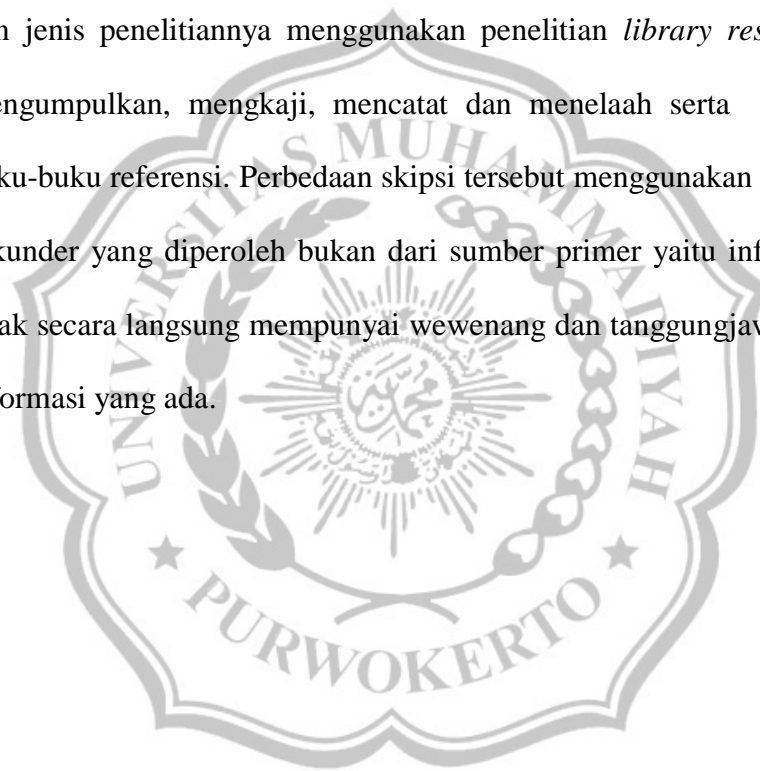 n jenis penelitiannya menggunakan penelitian library res
engumpulkan, mengkaji, mencatat dan menelaah serta
ku-buku referensi. Perbedaan skipsi tersebut menggunakan
kunder yang diperoleh bukan dari sumber primer yaitu inf
ak secara langsung mempunyai wewenang dan tanggungjaw
formasi yang ada.
UNIVERSITAS MUHAMMADIYAH
PURWOKERTO